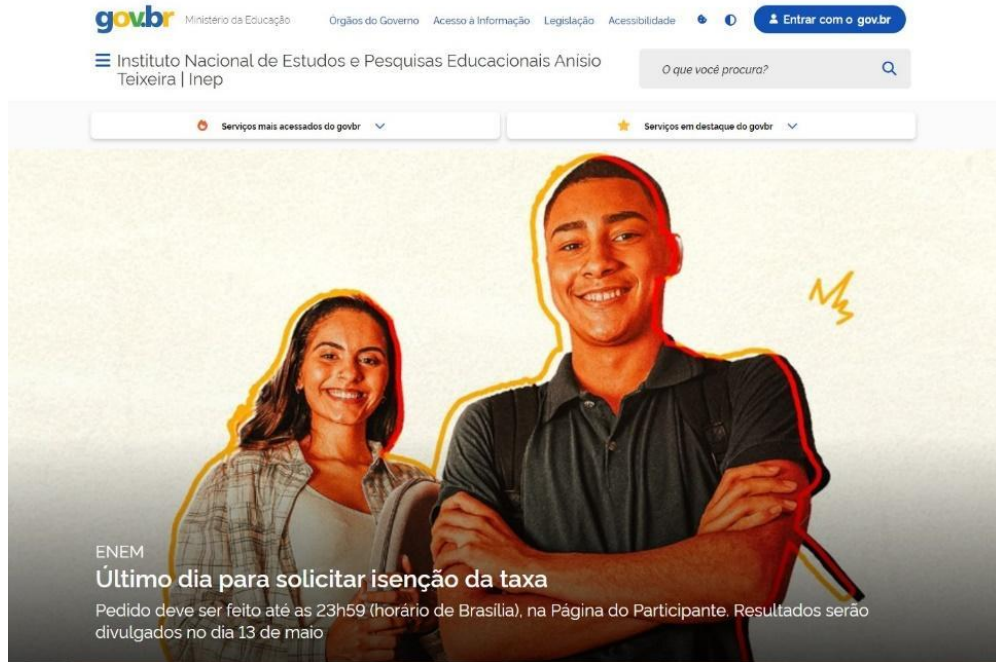 gov.br Ministério da Educação Órgãos do Governo Acesso à Informação Legislação Acessibilidade Entrar com o gov.br
Instituto Nacional de Estudos e Pesquisas Educacionais Anísio
Teixeira | Inep
O que você procura?
Serviços mais acessados do govbr Serviços em destaque do govbr
ENEM
Último dia para solicitar isenção da taxa
Pedido deve ser feito até as 23h59 (horário de Brasília), na Página do Participante. Resultados serão
divulgados no dia 13 de maio